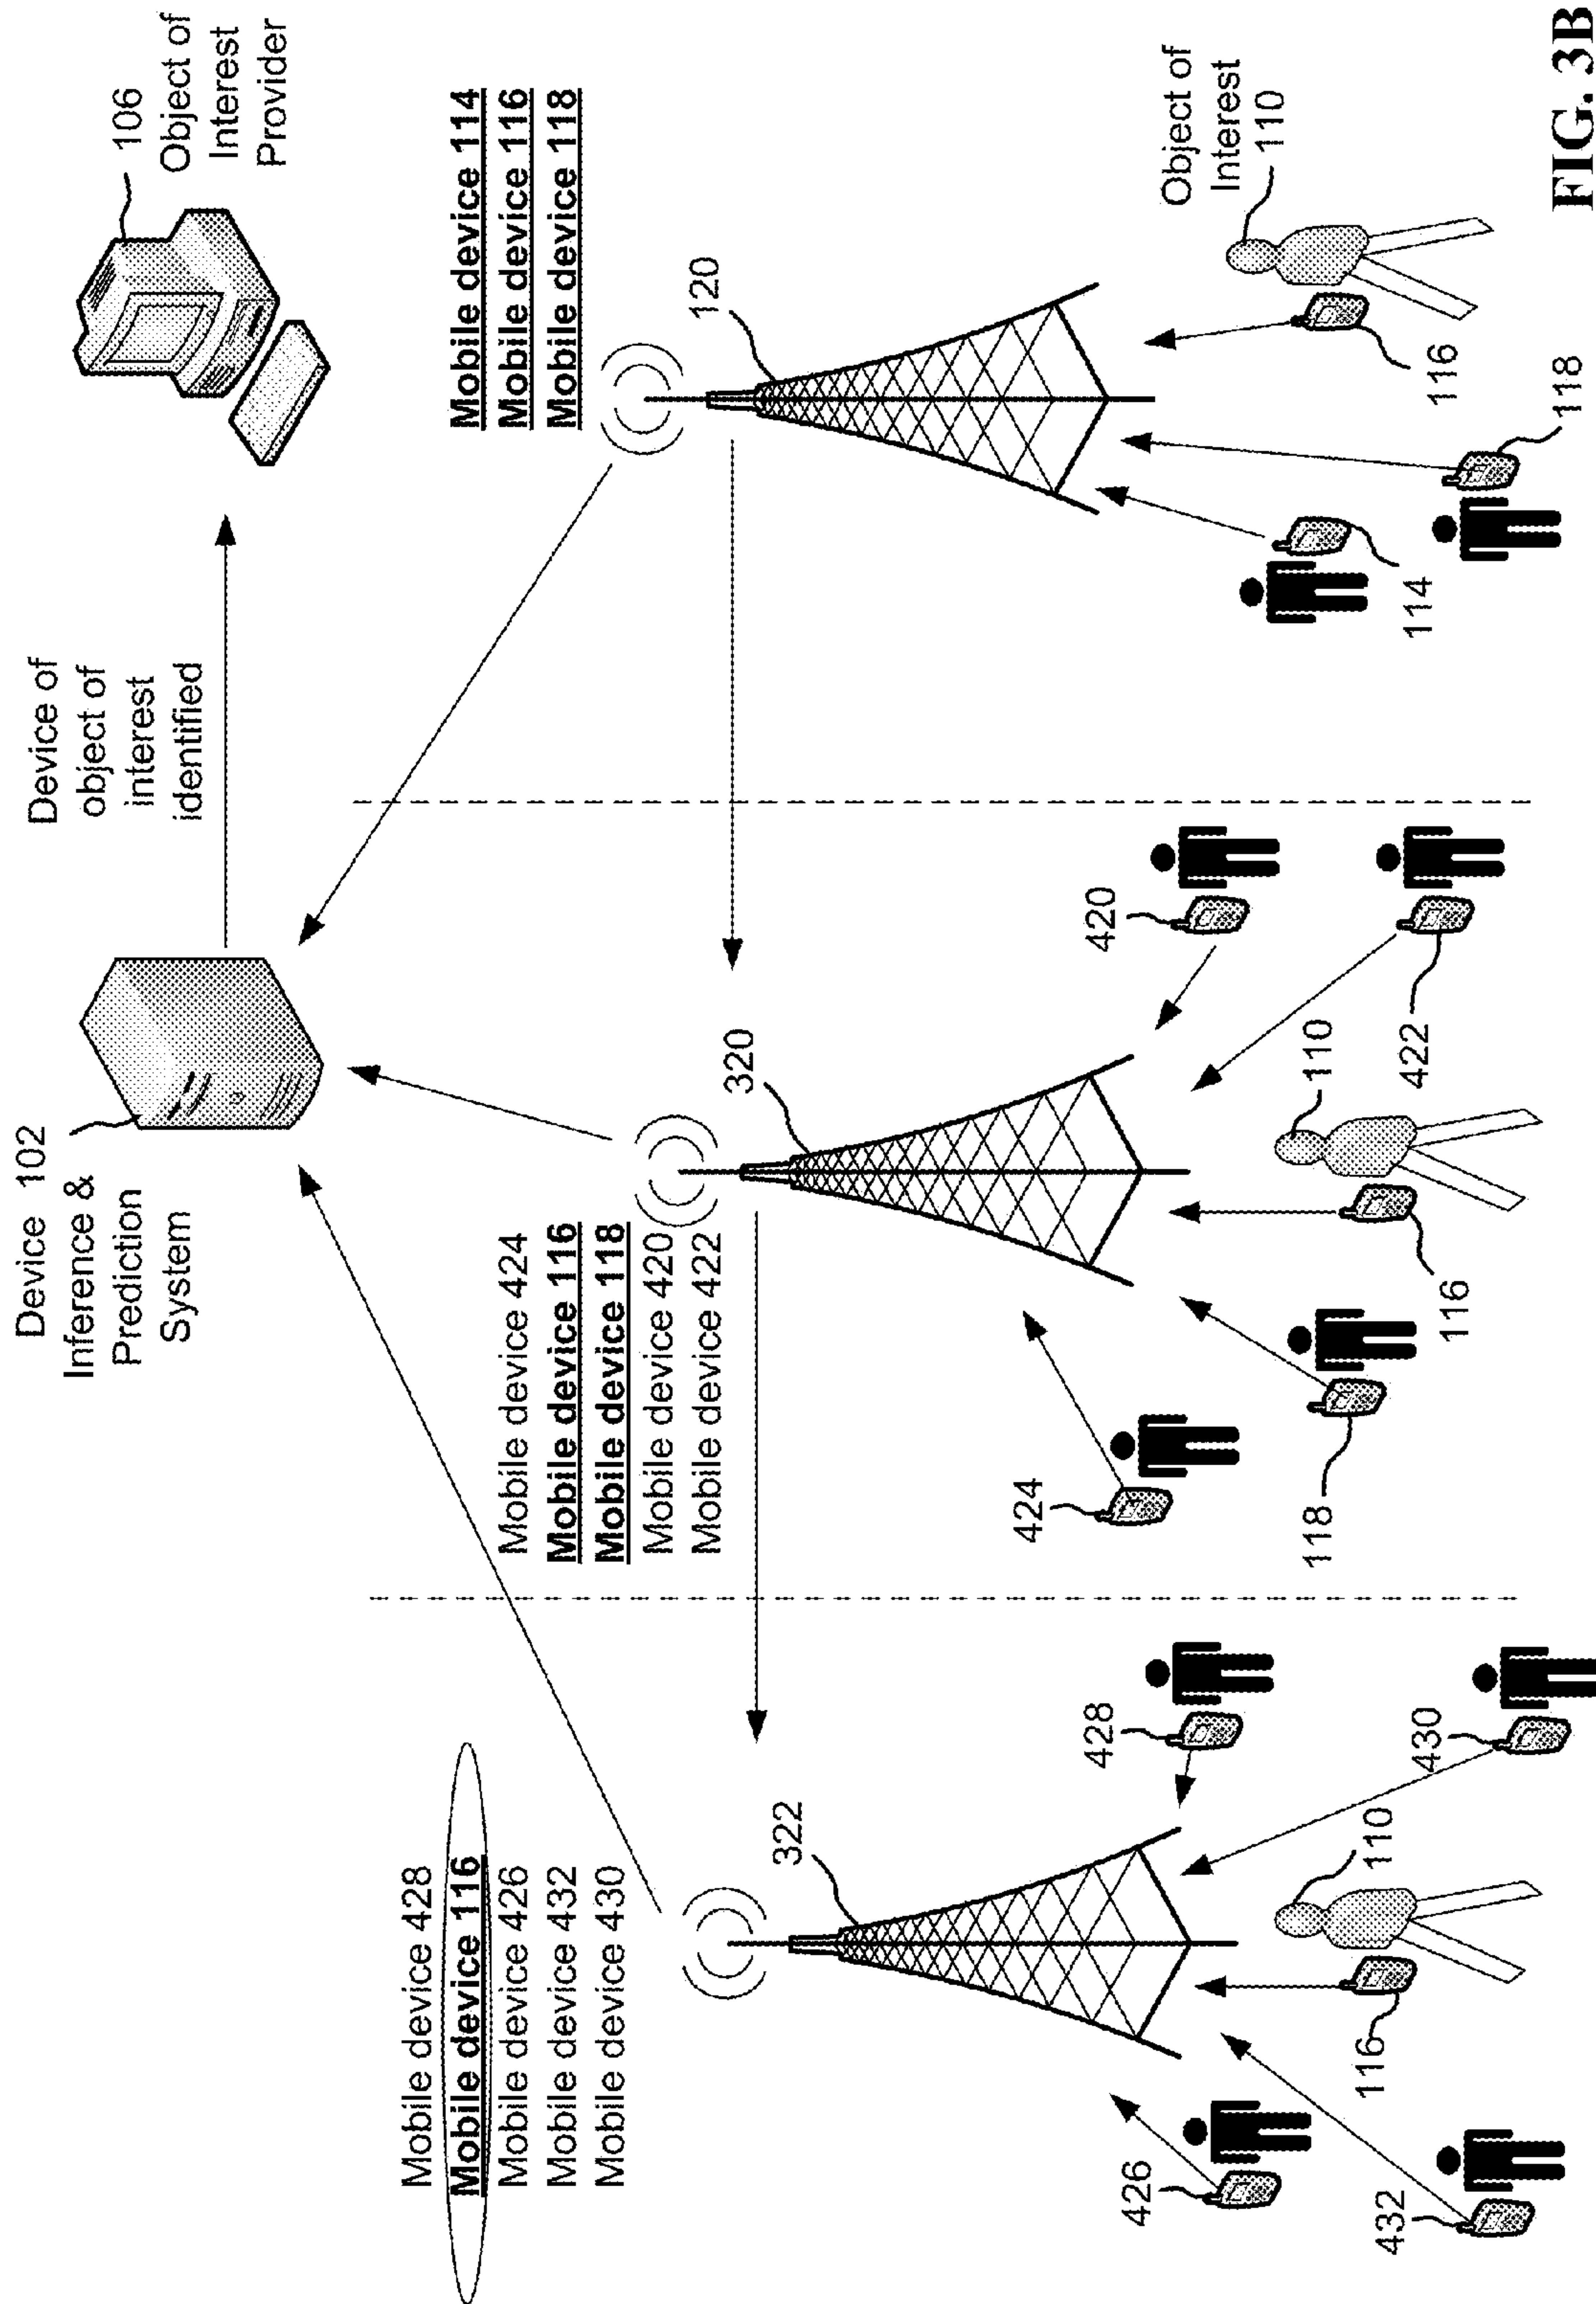 Device 102
Inference &
Prediction
System
Device of
object of
interest
identified
106
Object of
Interest
Provider
Mobile device 428
Mobile device 116
Mobile device 426
Mobile device 432
Mobile device 430
322
428
426
110
430
116
432
Mobile device 424
Mobile device 116
Mobile device 118
Mobile device 420
Mobile device 422
320
420
424
110
118
116
422
Mobile device 114
Mobile device 116
Mobile device 118
120
Object of
Interest
110
114
116
118
FIG. 3B